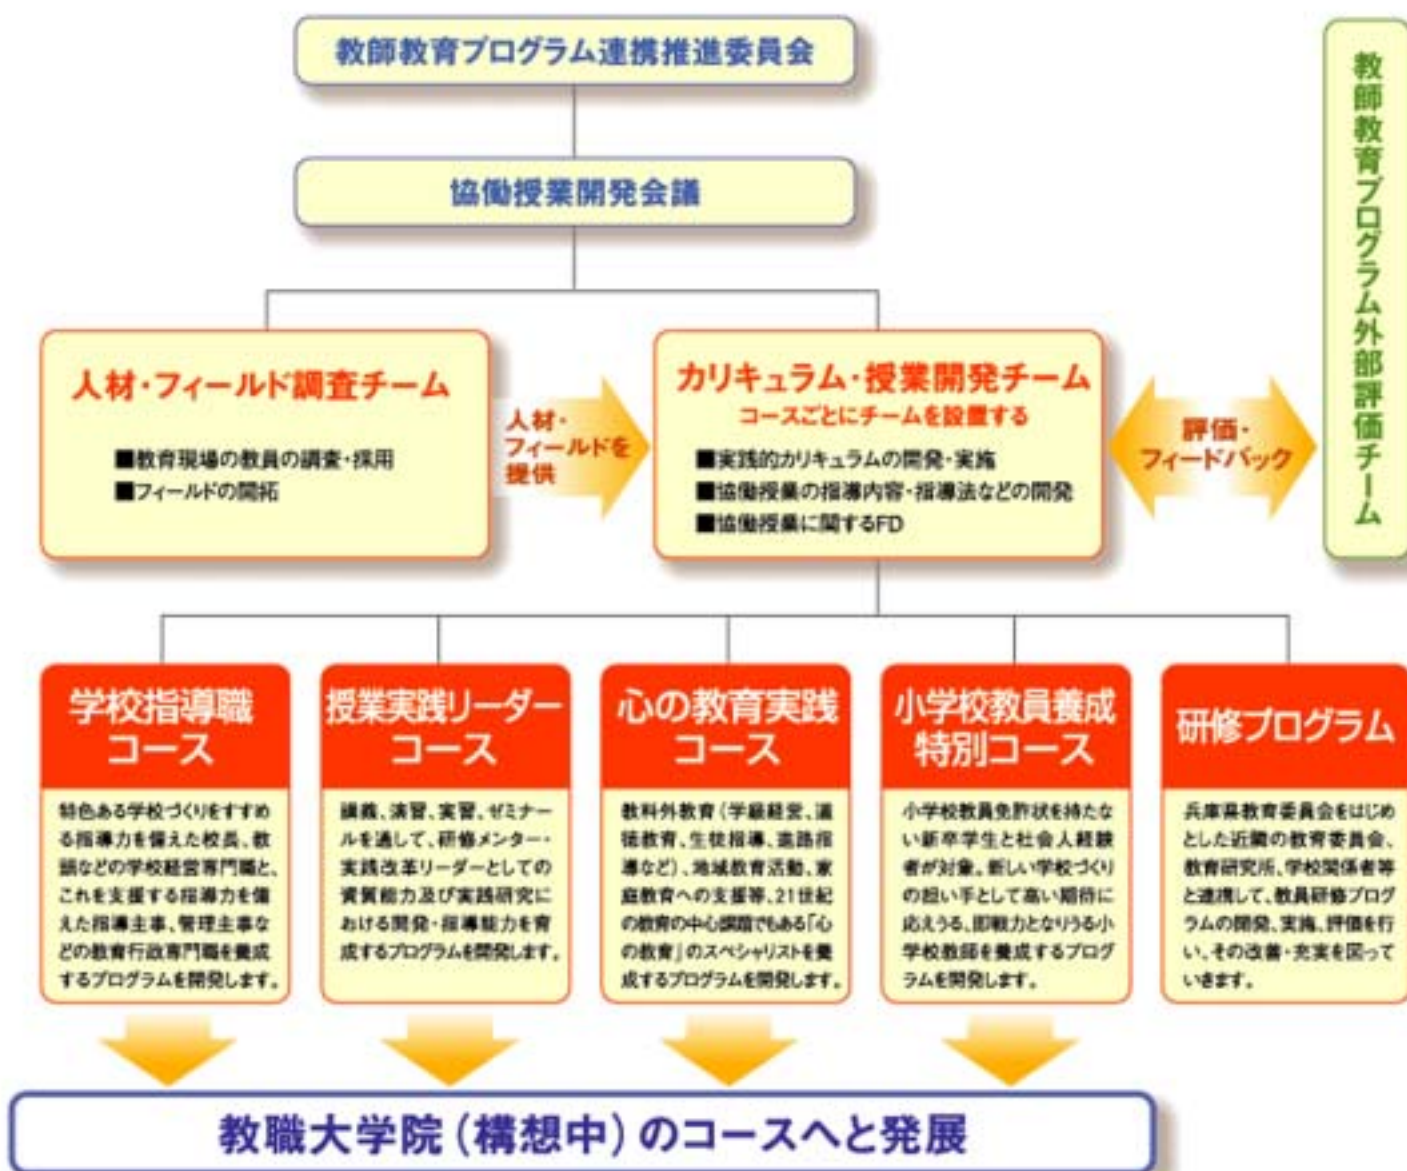 教師教育プログラム連携推進委員会
協働授業開発会議
教師教育プログラム外部評価チーム
人材・フィールド調査チーム
■教育現場の教員の調査・採用
■フィールドの開拓
人材・
フィールドを
提供
カリキュラム・授業開発チーム
コースごとにチームを設置する
■実践的カリキュラムの開発・実施
■協働授業の指導内容・指導法などの開発
■協働授業に関するFD
評価・
フィードバック
学校指導職
コース
特色ある学校づくりをすすめ
る指導力を備えた校長、教
頭などの学校経営専門職と、
これを支援する指導力を備
えた指導主事、管理主事な
どの教育行政専門職を養成
するプログラムを開発します。
授業実践リーダー
コース
講義、演習、実習、ゼミナー
ルを通して、研修メンター・
実践改革リーダーとしての
資質能力及び実践研究に
おける開発・指導能力を育
成するプログラムを開発します。
心の教育実践
コース
教科外教育（学級経営、道
徳教育、生徒指導、進路指
導など）、地域教育活動、家
庭教育への支援等、21世紀
の教育の中心課題でもある「心
の教育」のスペシャリストを養
成するプログラムを開発します。
小学校教員養成
特別コース
小学校教員免許状を持たな
い新卒学生と社会人経験
者が対象。新しい学校づくり
の担い手として高い期待に
応えうる、即戦力となりうる小
学校教師を養成するプログ
ラムを開発します。
研修プログラム
兵庫県教育委員会をはじめ
とした近隣の教育委員会、
教育研究所、学校関係者等
と連携して、教員研修プログ
ラムの開発、実施、評価を行
い、その改善・充実を図って
いきます。
教職大学院（構想中）のコースへと発展